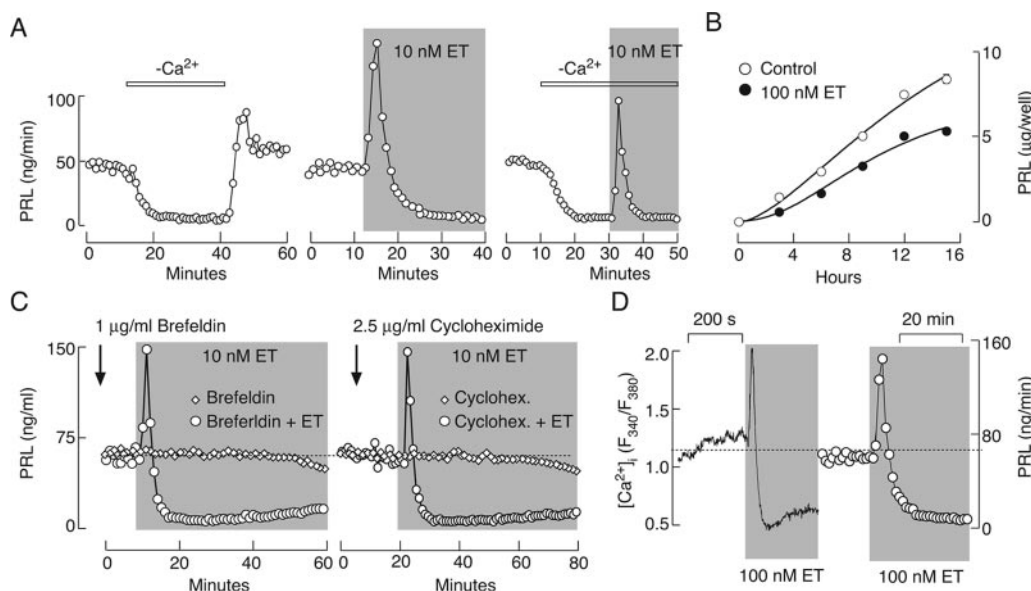 A
-Ca2+
10 nM ET
-Ca2+
10 nM ET
PRL (ng/min)
100
50
0
0 20 40 60
Minutes
0 10 20 30 40
Minutes
0 10 20 30 40 50
Minutes
B
Control
100 nM ET
10
5
0
PRL (µg/well)
0 4 8 12 16
Hours
C
1 µg/ml Brefeldin
10 nM ET
Brefeldin
Breferldin + ET
2.5 µg/ml Cycloheximide
10 nM ET
Cyclohex.
Cyclohex. + ET
PRL (ng/ml)
150
75
0
0 20 40 60
Minutes
0 20 40 60 80
Minutes
D
200 s
20 min
[Ca2+]i (F340/F380)
2.0
1.5
1.0
0.5
160
80
0
PRL (ng/min)
100 nM ET
100 nM ET